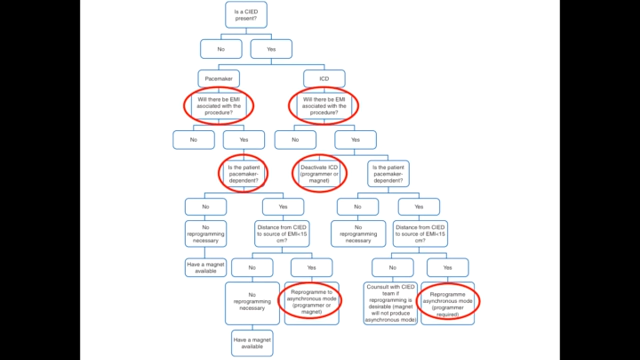 Is a CIED
present?
No
Yes
Pacemaker
ICD
Will there be EMI
asociated with the
procedure?
Will there be EMI
asociated with the
procedure?
No
Yes
No
Yes
Is the patient
pacemaker-
dependent?
Deactivate ICD
(programmer or
magnet)
Is the patient
pacemaker-
dependent?
No
Yes
No
Yes
No
reprogramming
necessary
Distance from CIED
to source of EMI<15
cm?
No
reprogramming
necessary
Distance from CIED
to source of EMI<15
cm?
Have a magnet
available
No
Yes
No
Yes
No
reprogramming
necessary
Reprogramme to
asynchronous mode
(programmer or
magnet)
Counsuit with CIED
team if
reprogramming is
desirable (magnet
will not produce
asynchronous mode)
Reprogramme
asynchronous mode
(programmer
required)
Have a magnet
available